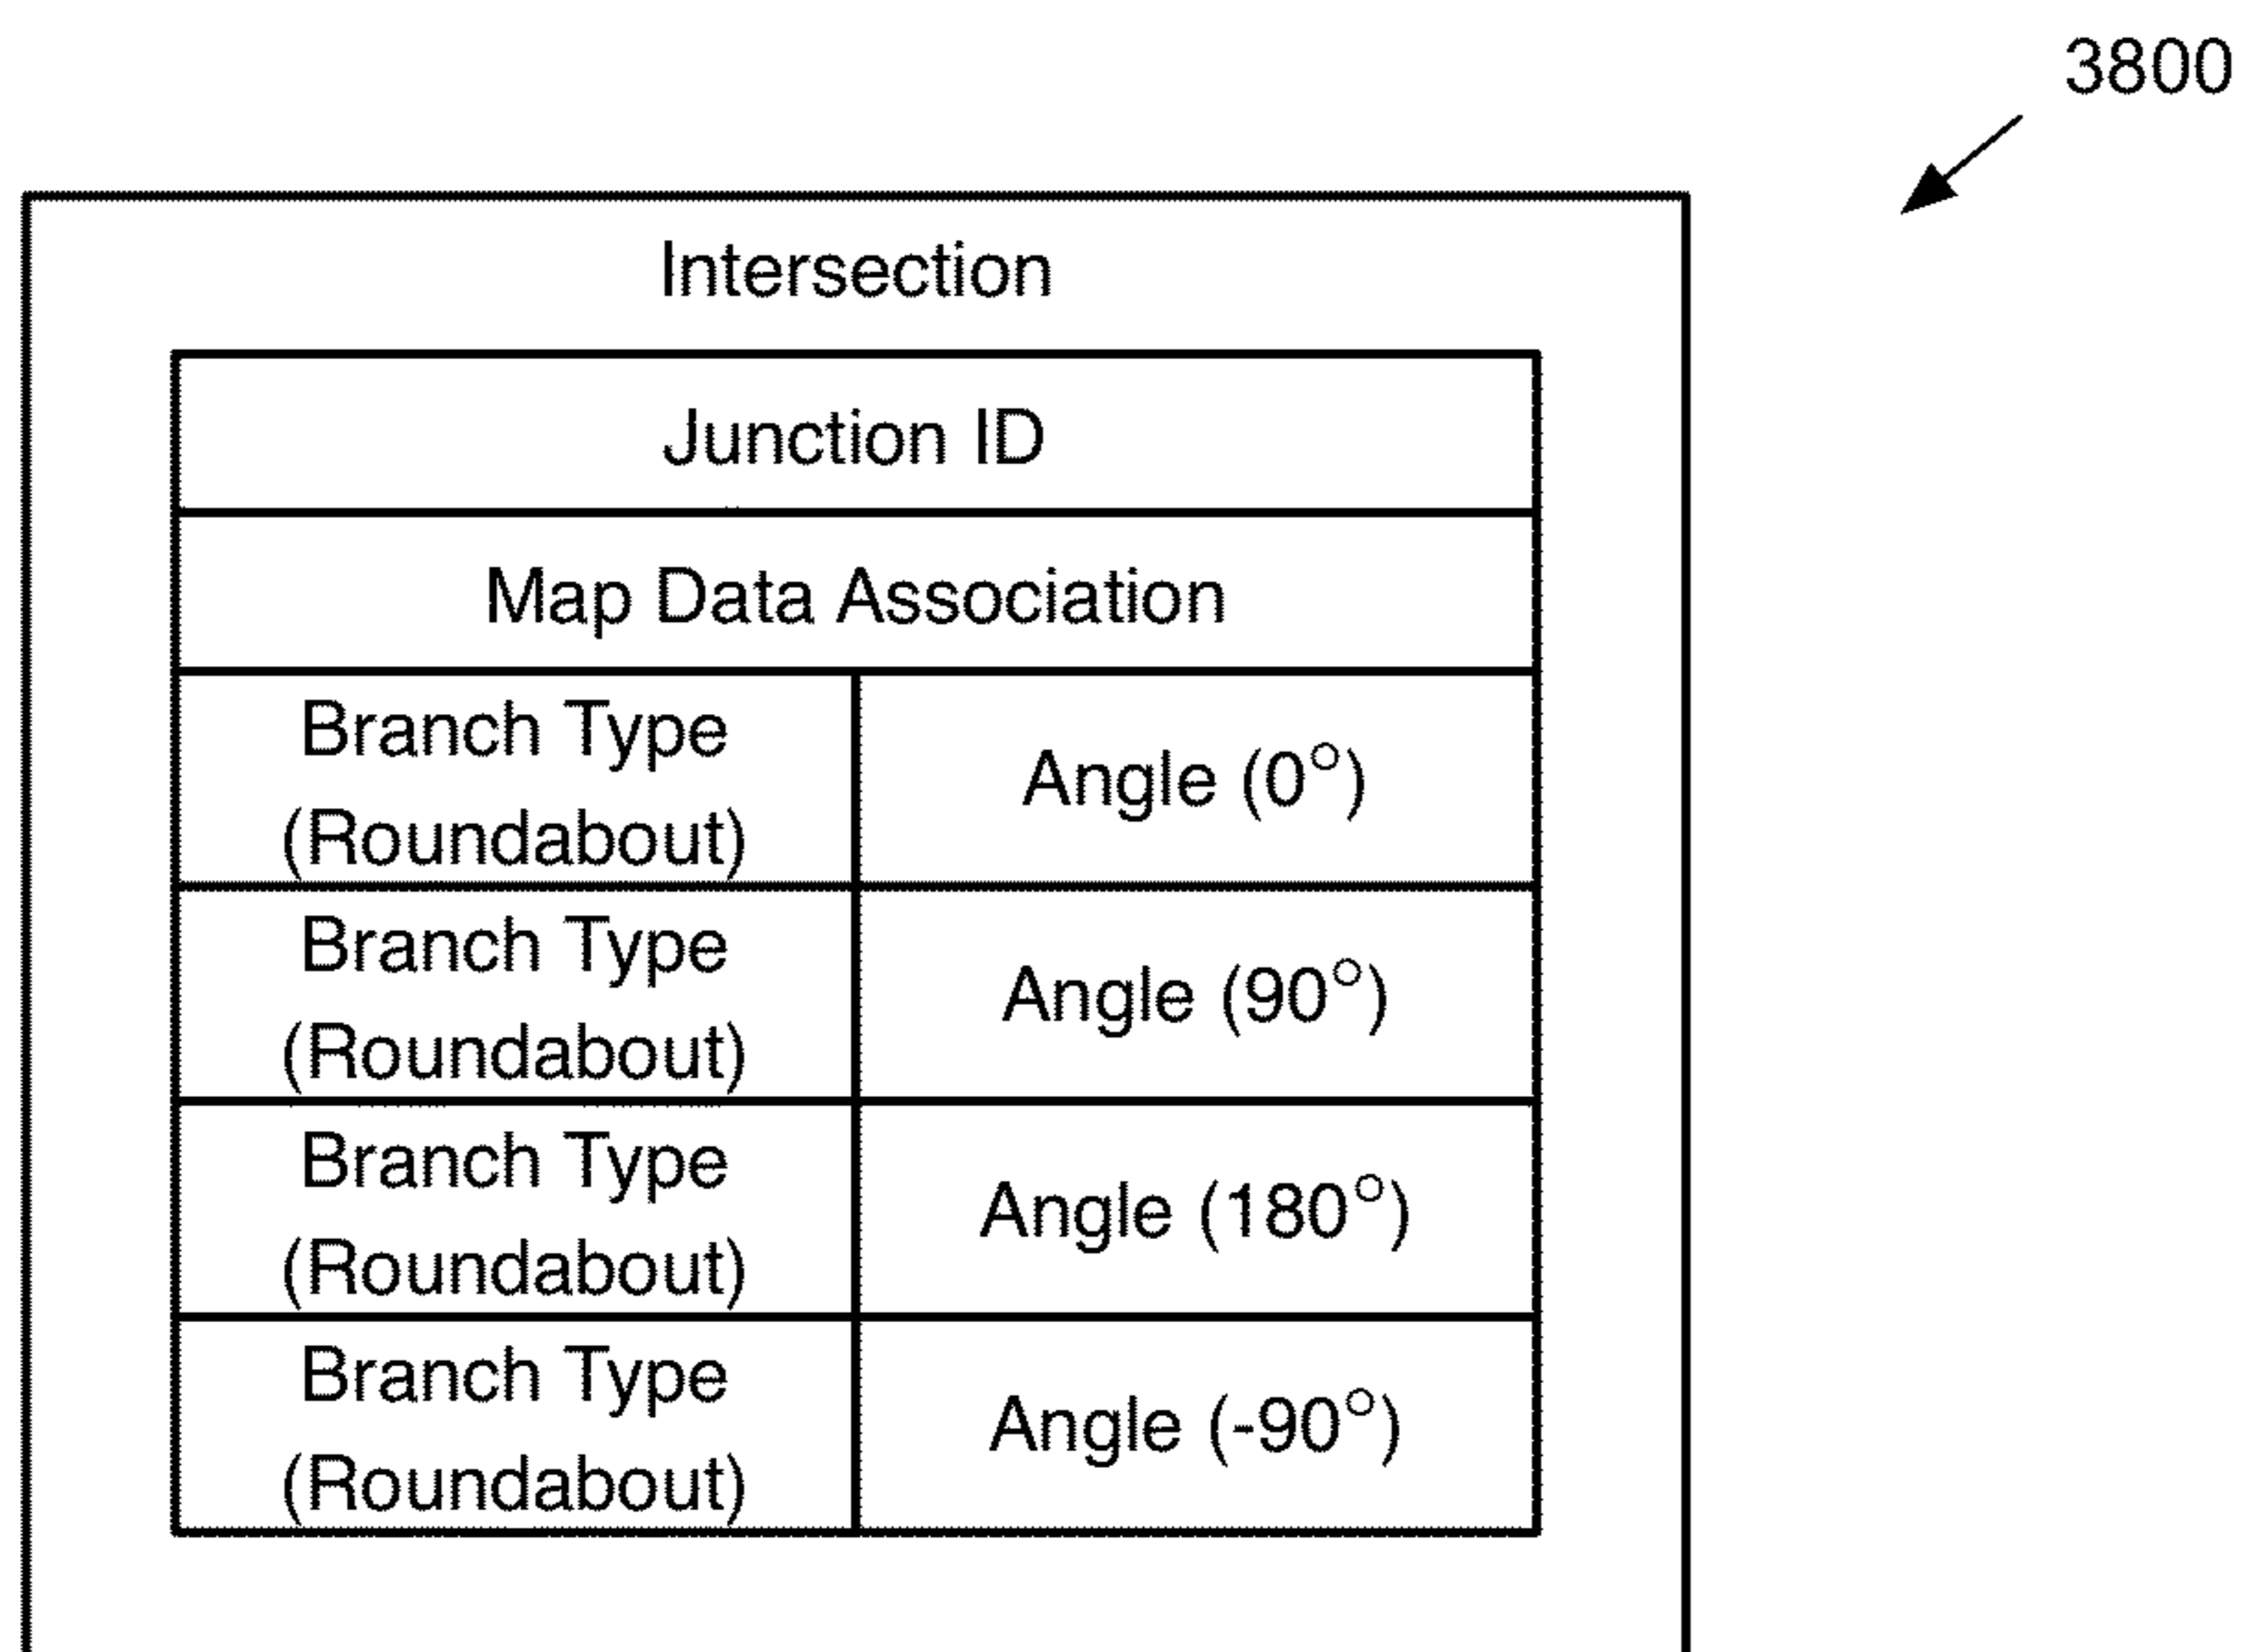 3800
Intersection
Junction ID
Map Data Association
Branch Type
(Roundabout)
Angle (0°)
Branch Type
(Roundabout)
Angle (90°)
Branch Type
(Roundabout)
Angle (180°)
Branch Type
(Roundabout)
Angle (-90°)